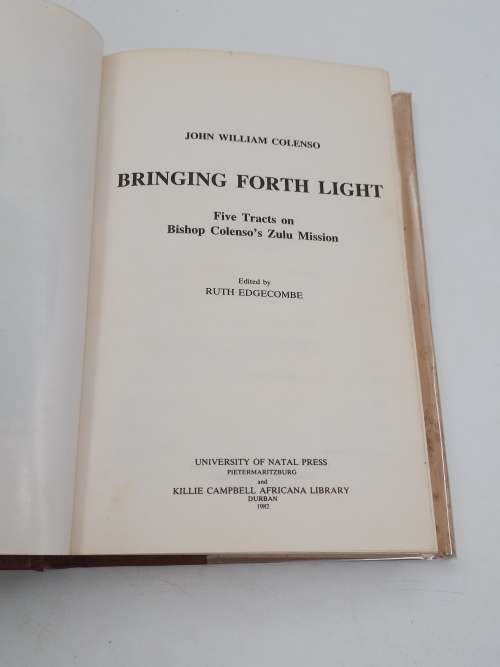 JOHN WILLIAM COLENSO
BRINGING FORTH LIGHT
Five Tracts on
Bishop Colenso's Zulu Mission
Edited by
RUTH EDGECOMBE
UNIVERSITY OF NATAL PRESS
PIETERMARITZBURG
and
KILLIE CAMPBELL AFRICANA LIBRARY
DURBAN
1982